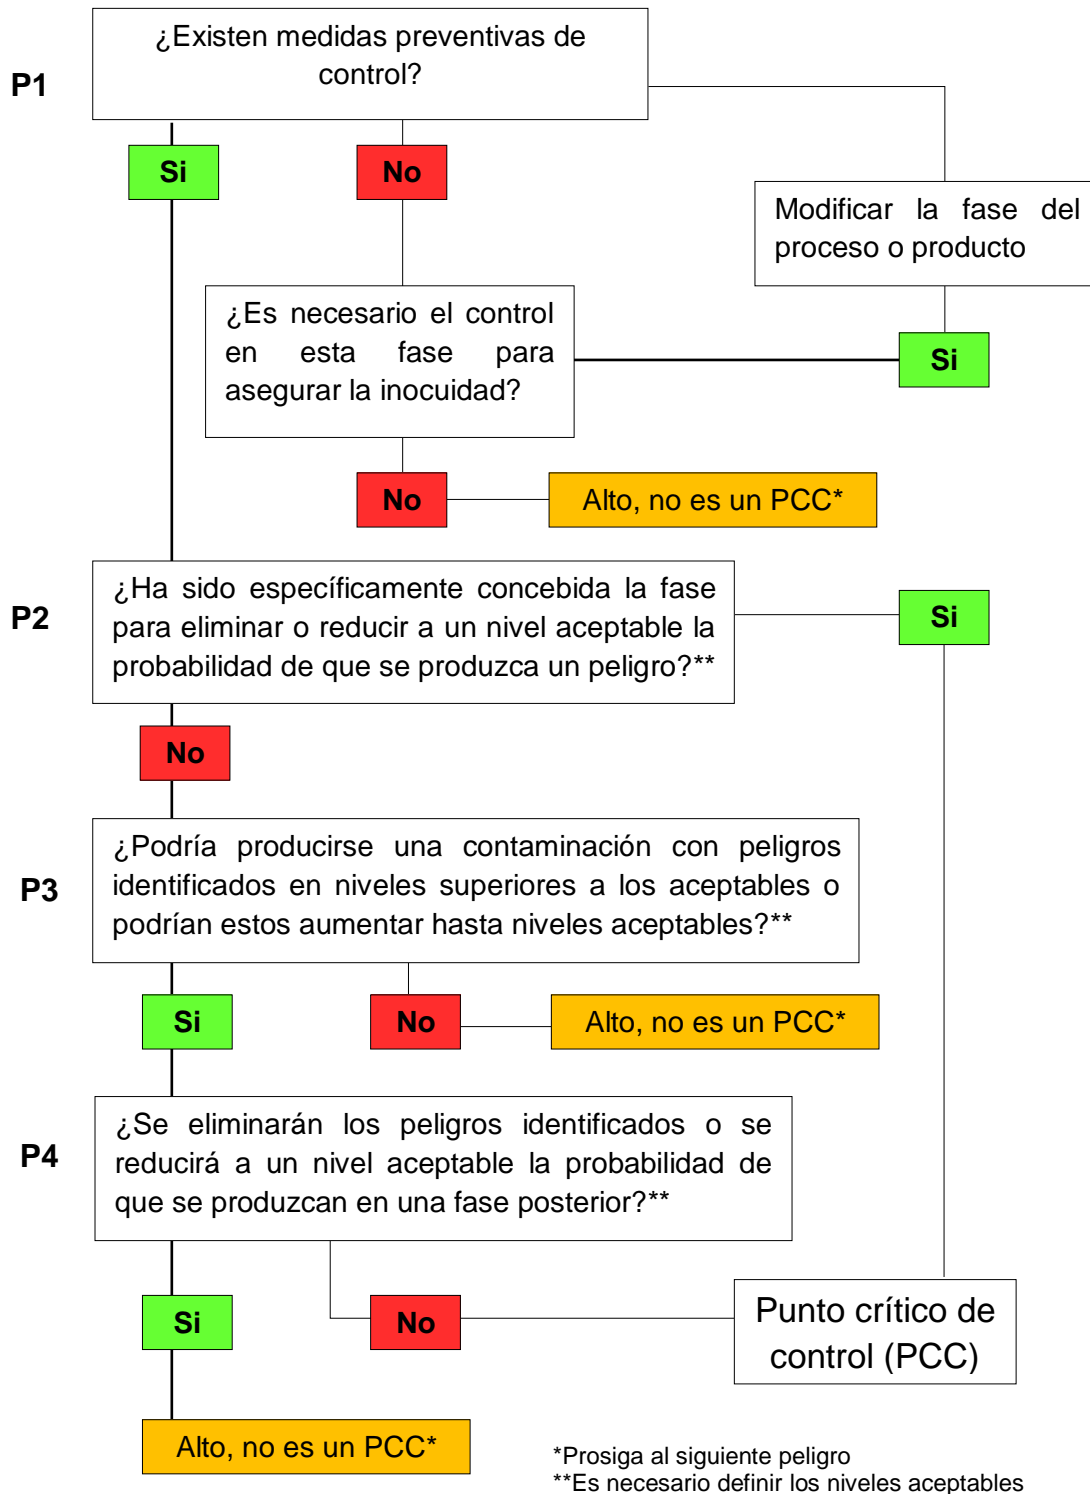 ¿Existen medidas preventivas de
control?
P1
Si
No
Modificar la fase del
proceso o producto
¿Es necesario el control
en esta fase para
asegurar la inocuidad?
Si
No
Alto, no es un PCC*
P2
¿Ha sido específicamente concebida la fase
para eliminar o reducir a un nivel aceptable la
probabilidad de que se produzca un peligro?**
Si
No
P3
¿Podría producirse una contaminación con peligros
identificados en niveles superiores a los aceptables o
podrían estos aumentar hasta niveles aceptables?**
Si
No
Alto, no es un PCC*
P4
¿Se eliminarán los peligros identificados o se
reducirá a un nivel aceptable la probabilidad de
que se produzcan en una fase posterior?**
Si
No
Punto crítico de
control (PCC)
Alto, no es un PCC*
*Prosiga al siguiente peligro
**Es necesario definir los niveles aceptables